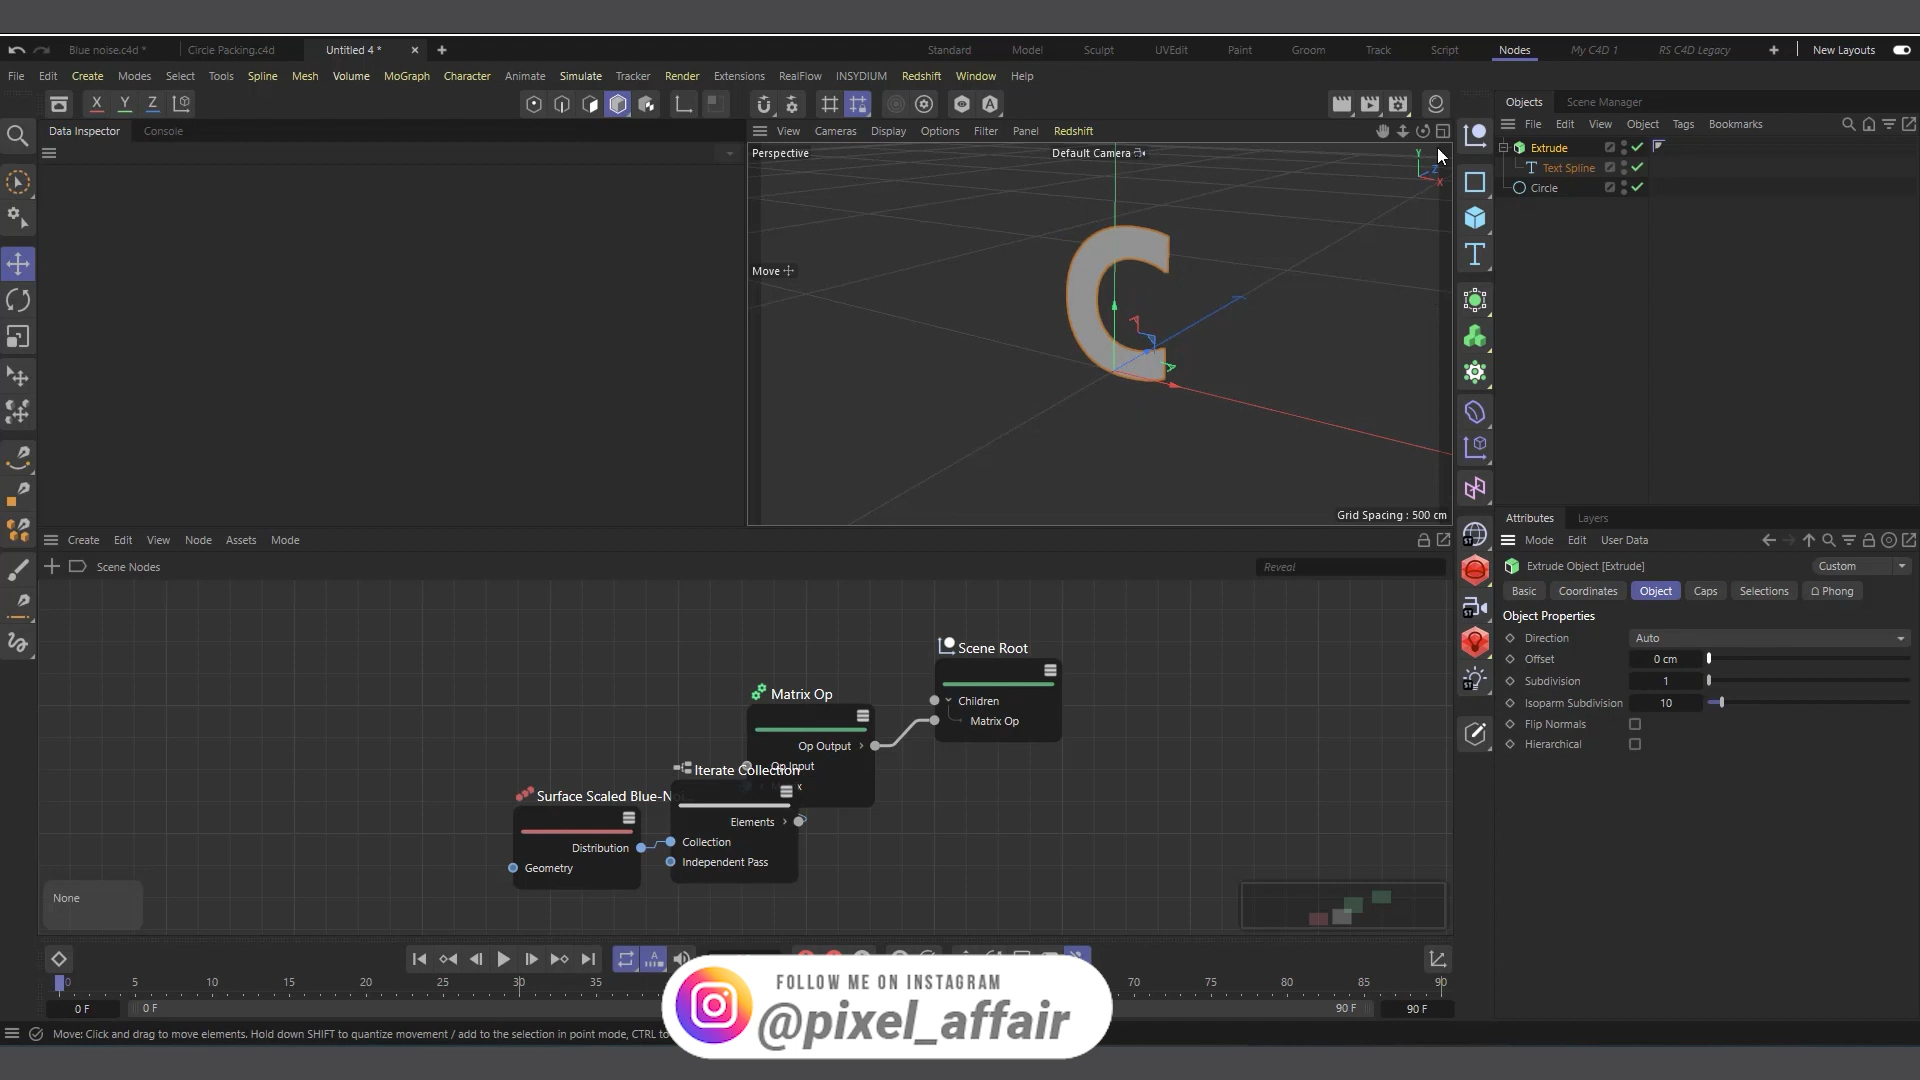 Blue noise.c4d *
Circle Packing.c4d
Untitled 4 *
Standard
Model
Sculpt
UVEdit
Paint
Groom
Track
Script
Nodes
My C4D 1
RS C4D Legacy
New Layouts
File Edit Create Modes Select Tools Spline Mesh Volume MoGraph Character Animate Simulate Tracker Render Extensions RealFlow INSYDIUM Redshift Window Help
X Y Z
Objects
Scene Manager
Data Inspector
Console
View Cameras Display Options Filter Panel Redshift
File Edit View Object Tags Bookmarks
Perspective
Default Camera
Y
Z
X
Extrude
Text Spline
Circle
Move
Grid Spacing : 500 cm
Attributes
Layers
Create Edit View Node Assets Mode
Mode Edit User Data
Scene Nodes
Reveal
Extrude Object [Extrude]
Custom
Basic
Coordinates
Object
Caps
Selections
Phong
Object Properties
Direction
Auto
Offset
0 cm
Subdivision
1
Isoparm Subdivision
10
Flip Normals
Hierarchical
Scene Root
Children
Matrix Op
Matrix Op
Op Output
Op Input
x
Iterate Collection
Elements
Collection
Independent Pass
Surface Scaled Blue-N
Distribution
Geometry
None
0 5 10 15 20 25 30 35 70 75 80 85 90
0 F
0 F
90 F
90 F
Move: Click and drag to move elements. Hold down SHIFT to quantize movement / add to the selection in point mode, CTRL to
FOLLOW ME ON INSTAGRAM
@pixel_affair